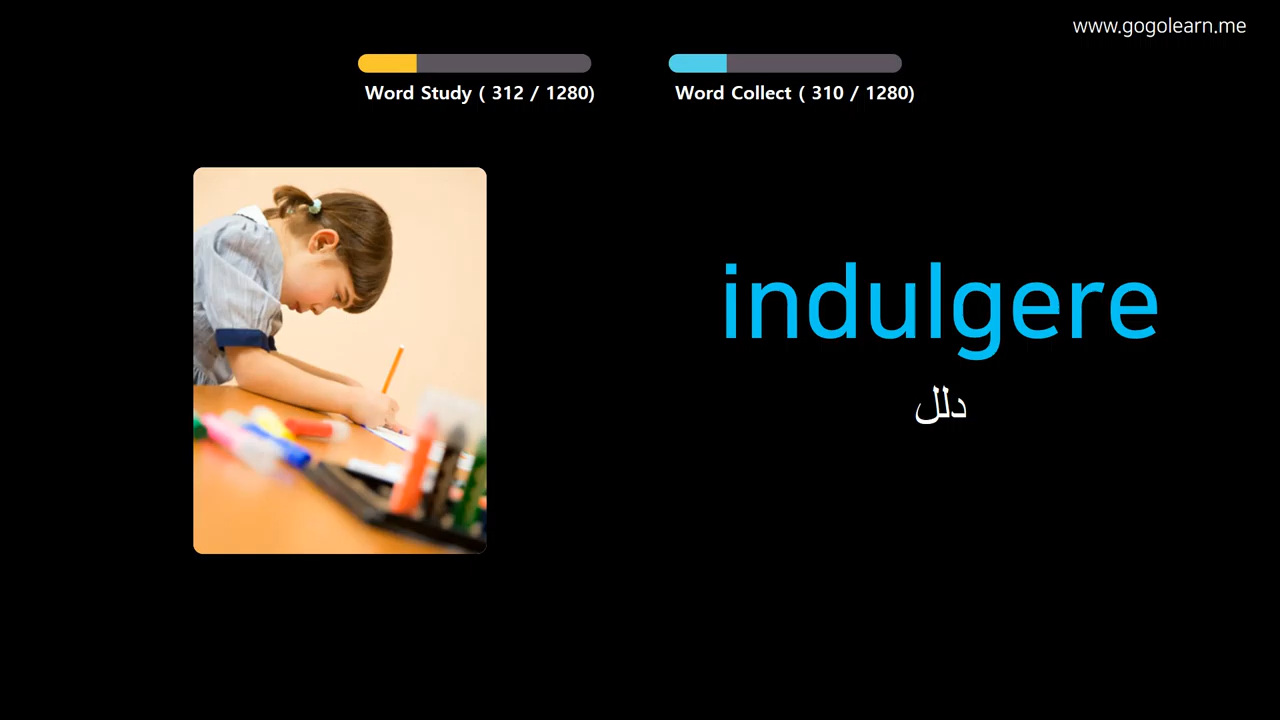 www.gogolearn.me
Word Study ( 312 / 1280)
Word Collect ( 310 / 1280)
indulgere
دلل